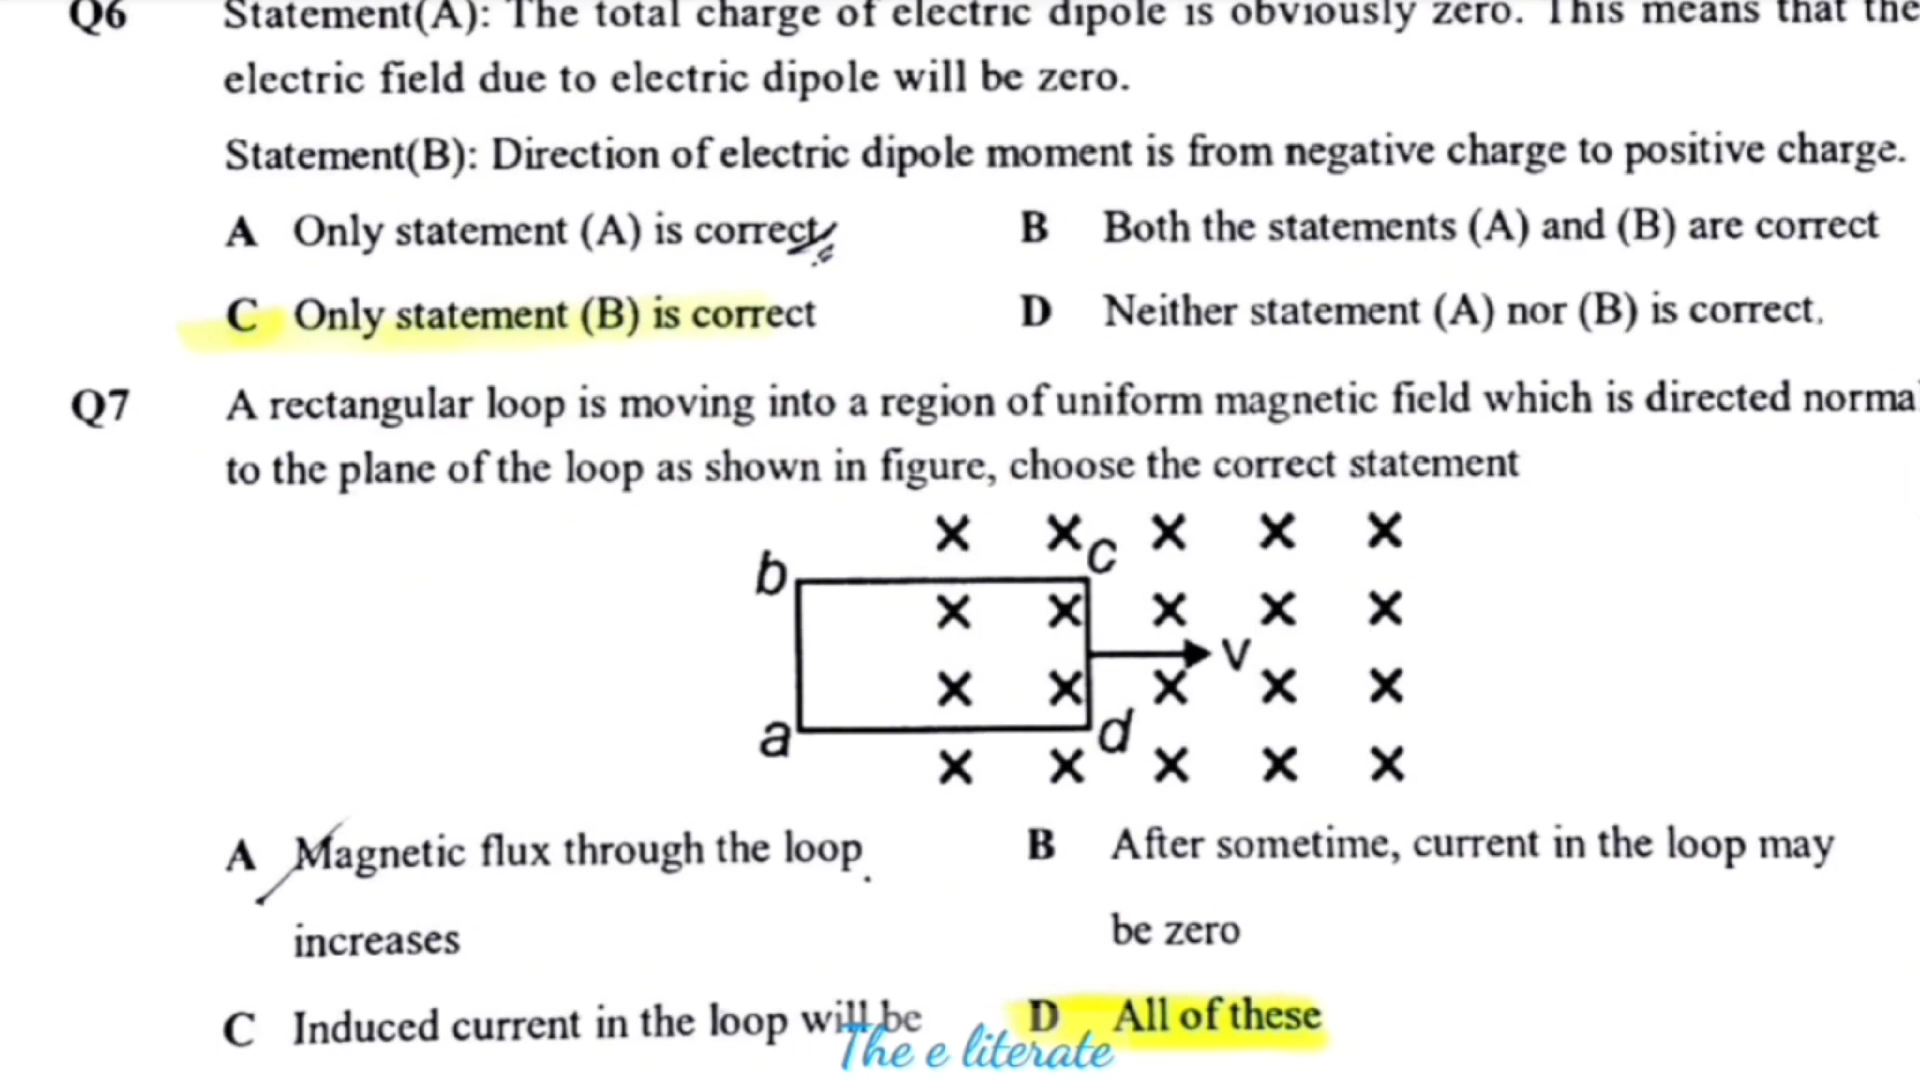 Q6 Statement(A): The total charge of electric dipole is obviously zero. This means that the
electric field due to electric dipole will be zero.
Statement(B): Direction of electric dipole moment is from negative charge to positive charge.
A Only statement (A) is correct B Both the statements (A) and (B) are correct
C Only statement (B) is correct D Neither statement (A) nor (B) is correct.
Q7 A rectangular loop is moving into a region of uniform magnetic field which is directed normal
to the plane of the loop as shown in figure, choose the correct statement
× × × × ×
b c
× × × × ×
v
× × × × ×
a d
× × × × ×
A Magnetic flux through the loop B After sometime, current in the loop may
increases be zero
C Induced current in the loop will be D All of these
The e literate